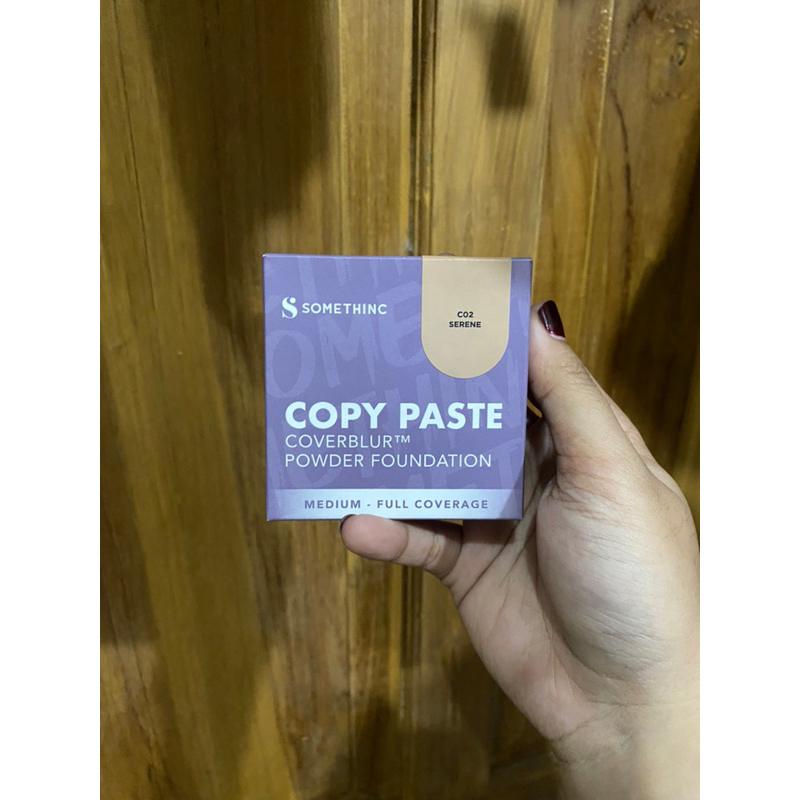 SOMETHINC
C02
SERENE
COPY PASTE
COVERBLUR™
POWDER FOUNDATION
MEDIUM - FULL COVERAGE